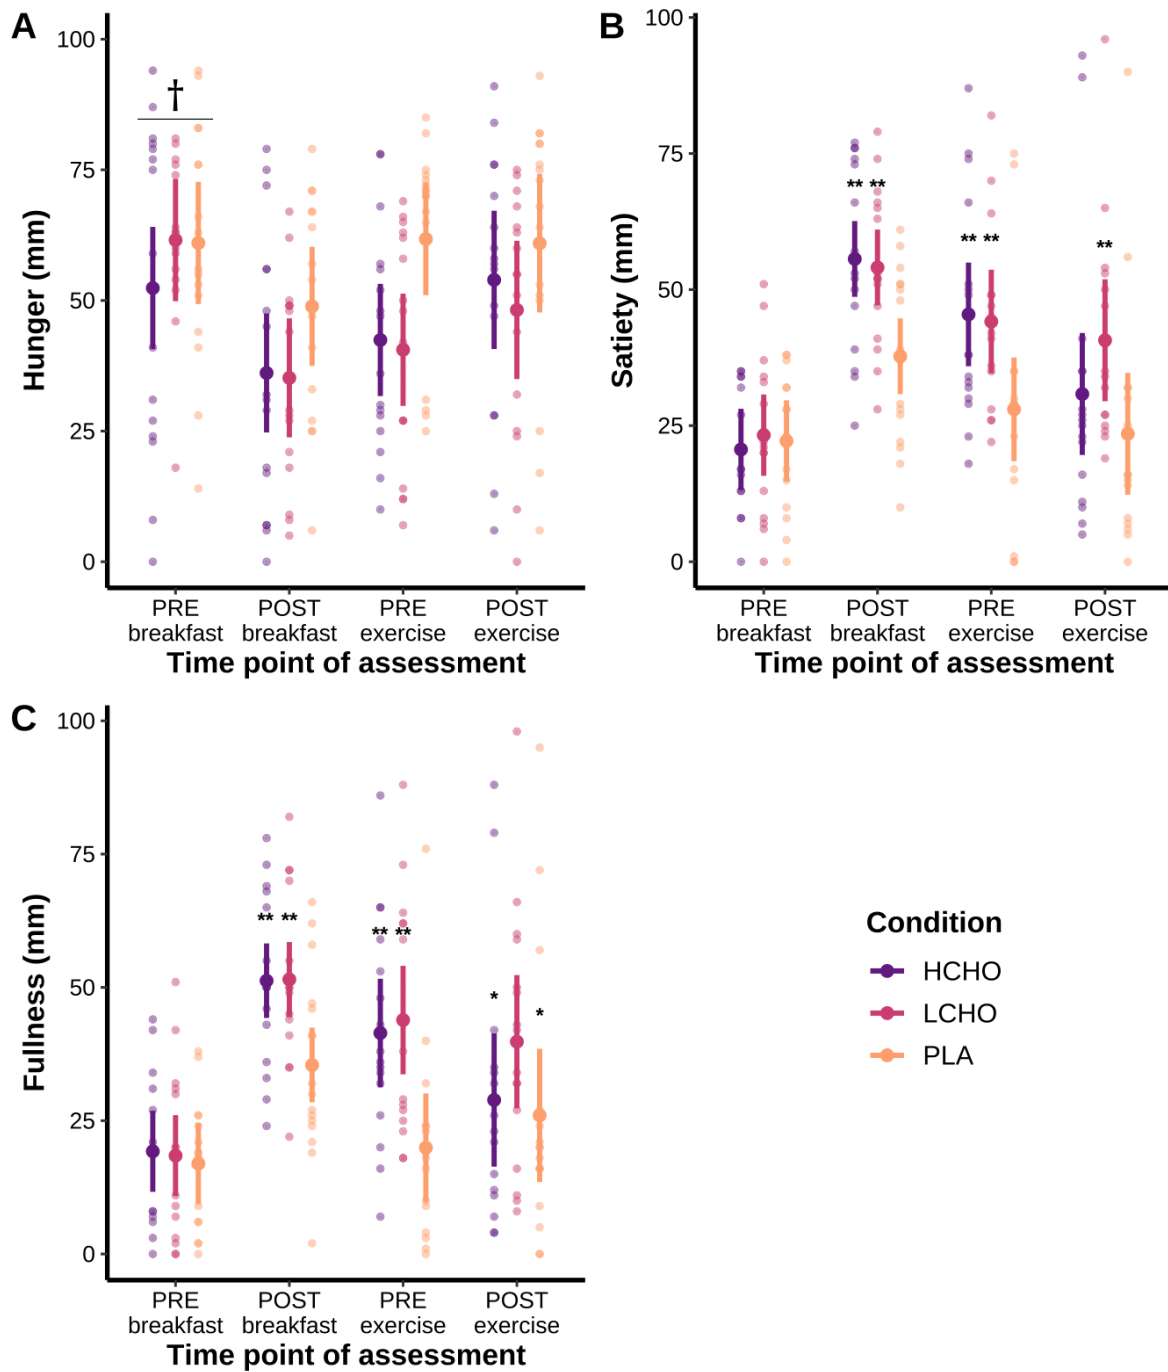 A
100
75
50
25
0
Hunger (mm)
†
PRE
breakfast
POST
breakfast
PRE
exercise
POST
exercise
Time point of assessment
B
100
75
50
25
0
Satiety (mm)
** **
** **
**
PRE
breakfast
POST
breakfast
PRE
exercise
POST
exercise
Time point of assessment
C
100
75
50
25
0
Fullness (mm)
** **
** **
*
*
PRE
breakfast
POST
breakfast
PRE
exercise
POST
exercise
Time point of assessment
Condition
HCHO
LCHO
PLA